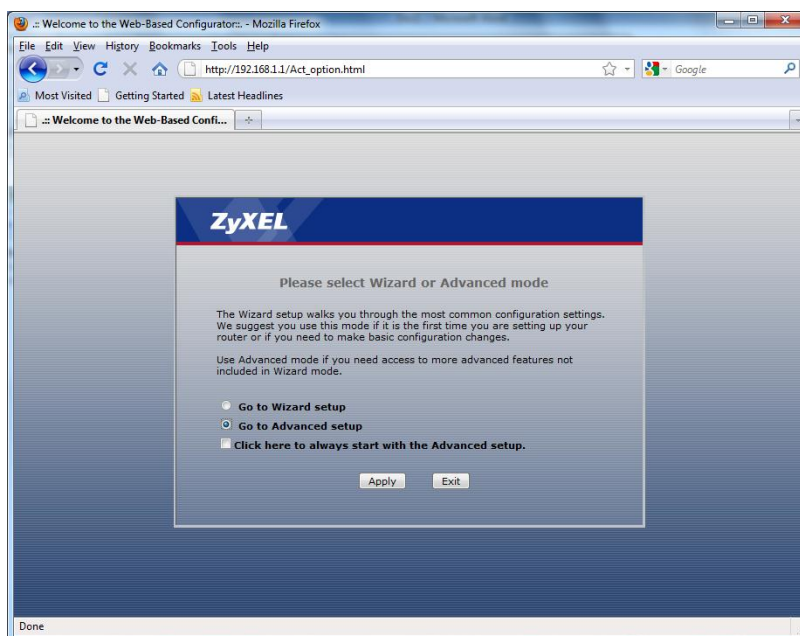 .:: Welcome to the Web-Based Configurator::. - Mozilla Firefox
File Edit View History Bookmarks Tools Help
http://192.168.1.1/Act_option.html
Google
Most Visited Getting Started Latest Headlines
.:: Welcome to the Web-Based Confi...
ZyXEL
Please select Wizard or Advanced mode
The Wizard setup walks you through the most common configuration settings.
We suggest you use this mode if it is the first time you are setting up your
router or if you need to make basic configuration changes.
Use Advanced mode if you need access to more advanced features not
included in Wizard mode.
Go to Wizard setup
Go to Advanced setup
Click here to always start with the Advanced setup.
Apply Exit
Done